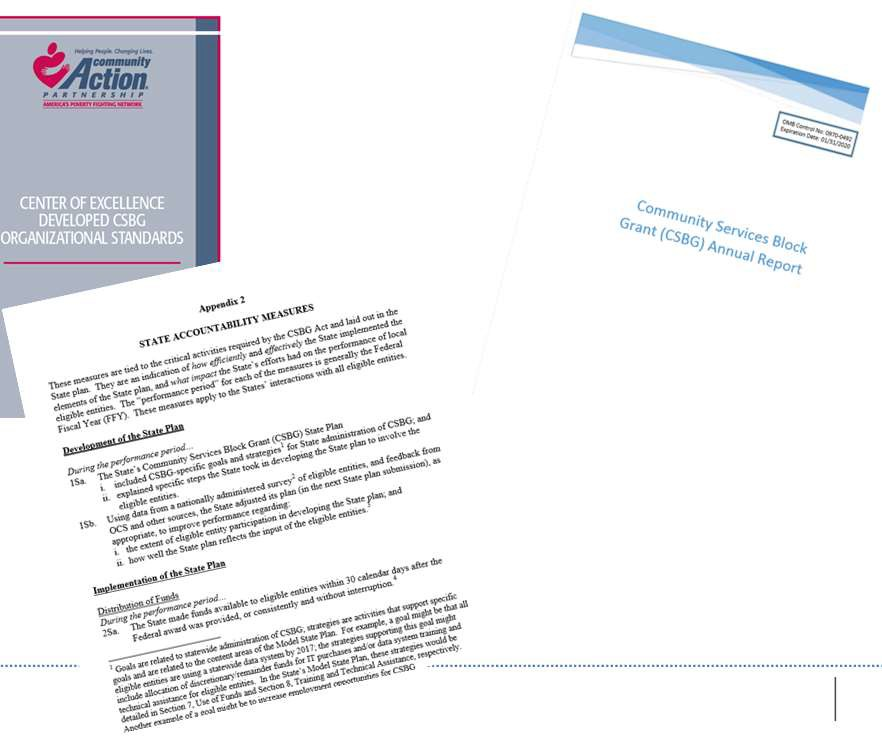 Helping People. Changing Lives.
community
Action®
PARTNERSHIP
AMERICA'S POVERTY FIGHTING NETWORK
CENTER OF EXCELLENCE
DEVELOPED CSBG
ORGANIZATIONAL STANDARDS
OMB Control No: 0970-0492
Expiration Date: 01/31/2020
Community Services Block
Grant (CSBG) Annual Report
Appendix 2
STATE ACCOUNTABILITY MEASURES
These measures are tied to the critical activities required by the CSBG Act and laid out in the
State plan. They are an indication of how efficiently and effectively the State implemented the
elements of the State plan, and what impact the State's efforts had on the performance of local
eligible entities. The "performance period" for each of the measures is generally the Federal
Fiscal Year (FFY). These measures apply to the States' interactions with all eligible entities.
Development of the State Plan
During the performance period…
1Sa. The State's Community Services Block Grant (CSBG) State Plan
i. included CSBG-specific goals and strategies¹ for State administration of CSBG; and
ii. explained specific steps the State took in developing the State plan to involve the
eligible entities.
1Sb. Using data from a nationally administered survey² of eligible entities, and feedback from
OCS and other sources, the State adjusted its plan (in the next State plan submission), as
appropriate, to improve performance regarding:
i. the extent of eligible entity participation in developing the State plan; and
ii. how well the State plan reflects the input of the eligible entities.³
Implementation of the State Plan
Distribution of Funds
During the performance period…
2Sa. The State made funds available to eligible entities within 30 calendar days after the
Federal award was provided, or consistently and without interruption.⁴
¹ Goals are related to statewide administration of CSBG; strategies are activities that support specific
goals and are related to the content areas of the Model State Plan. For example, a goal might be that all
eligible entities are using a statewide data system by 2017; the strategies supporting this goal might
include allocation of discretionary/remainder funds for IT purchases and/or data system training and
technical assistance for eligible entities. In the State's Model State Plan, these strategies would be
detailed in Section 7, Use of Funds and Section 8, Training and Technical Assistance, respectively.
Another example of a goal might be to increase employment opportunities for CSBG